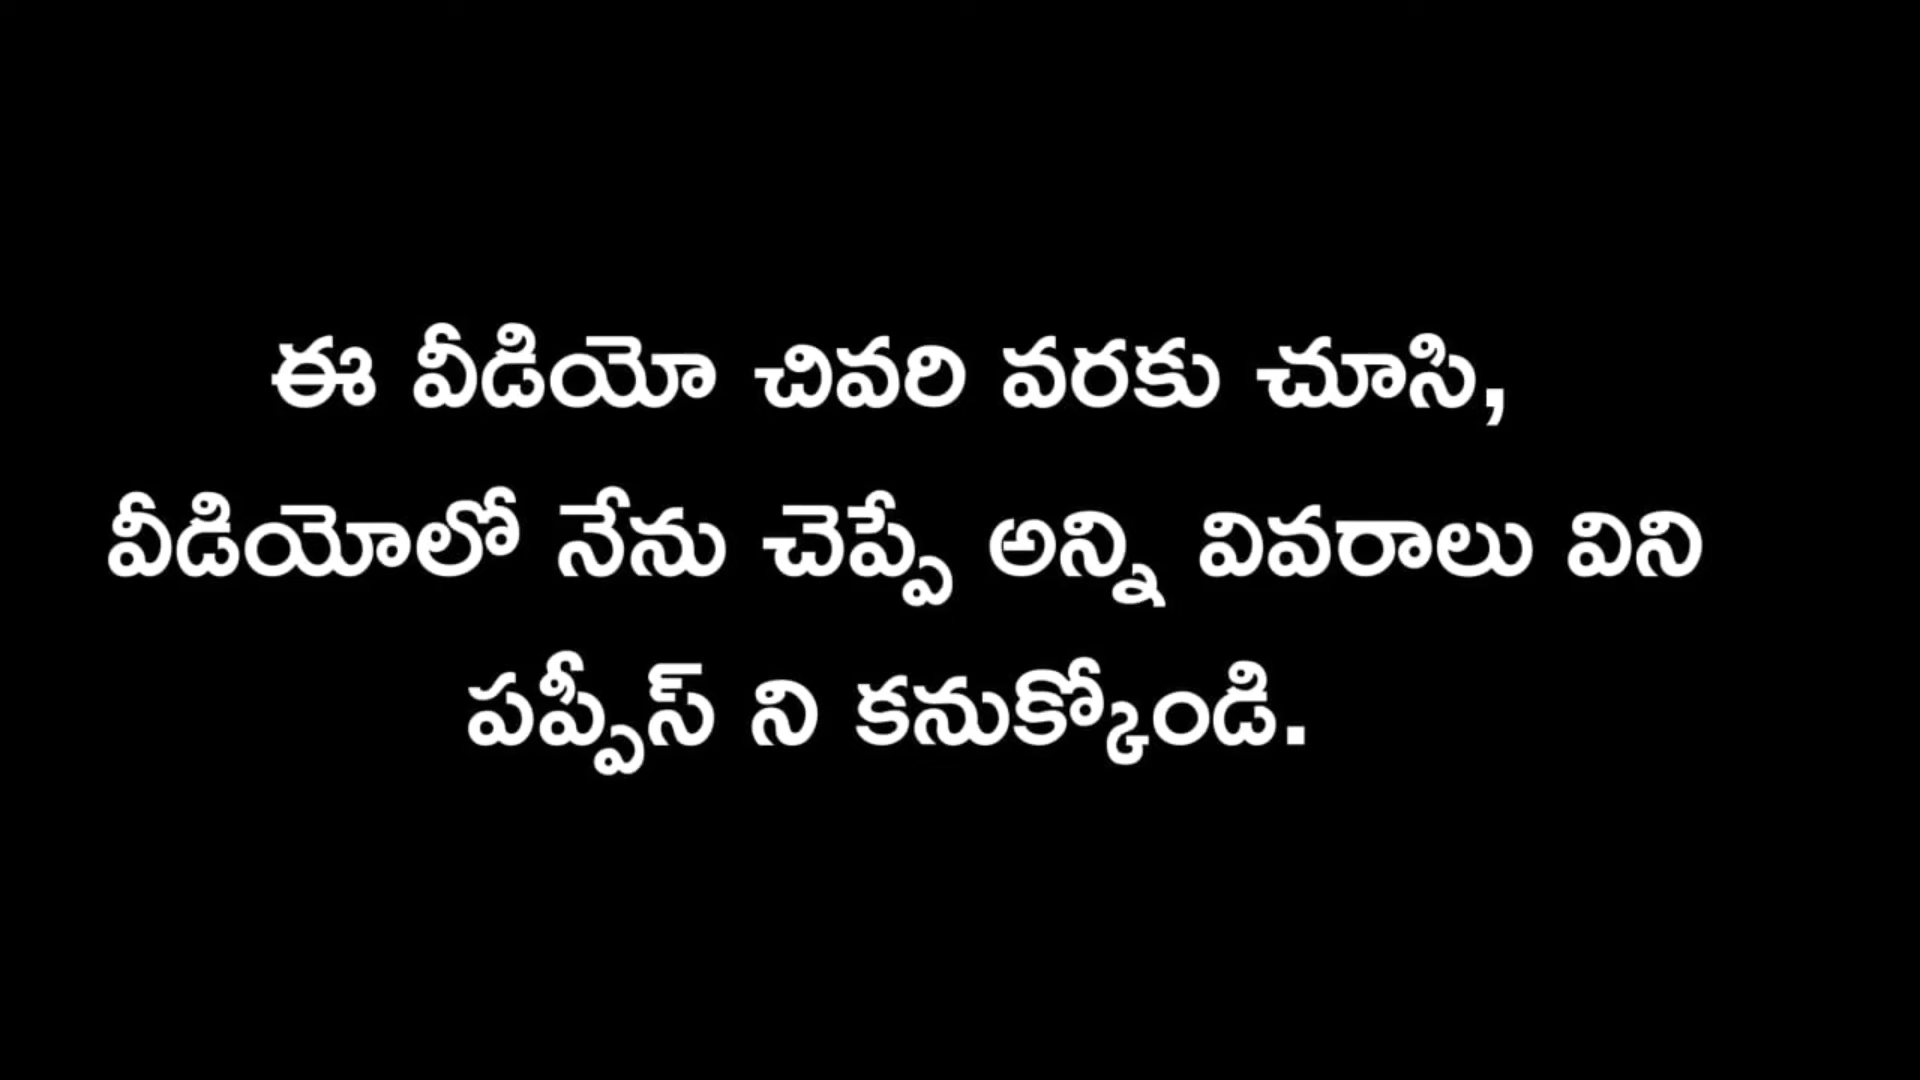 ఈ వీడియో చివరి వరకు చూసి,
వీడియోలో నేను చెప్పే అన్ని వివరాలు విని
పప్పీస్ ని కనుక్కోండి.